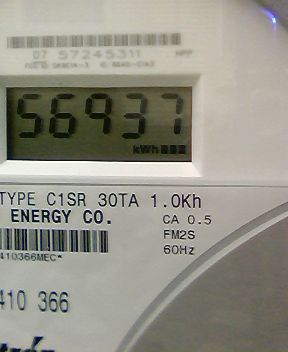 07 57245311
56937
kWh
TYPE C1SR 30TA 1.0Kh
ENERGY CO. CA 0.5
FM2S
60Hz
410366MEC*
410 366